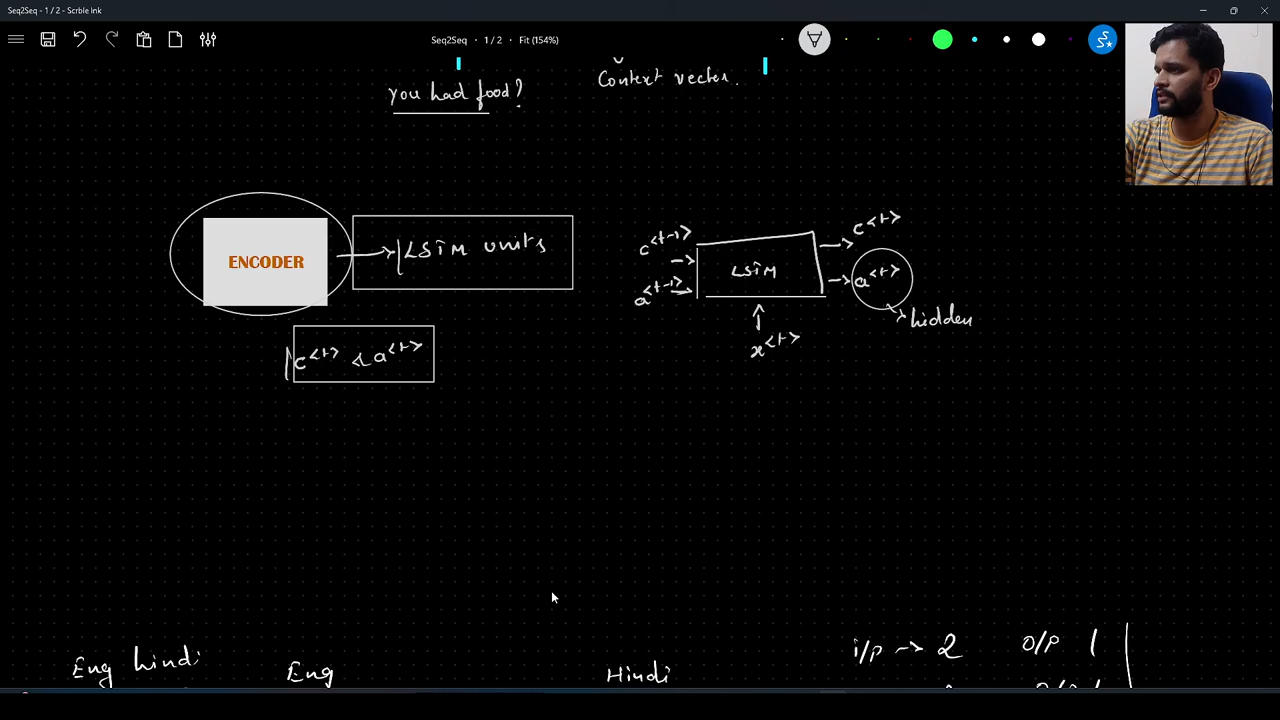 Seq2Seq - 1 / 2 - Scrble Ink
Seq2Seq • 1 / 2 • Fit (154%)
you had food?
Context vector.
ENCODER
LSTM units
c<t> & a<t>
c<t-1>
a<t-1>
LSTM
x<t>
c<t>
a<t>
hidden
Eng hindi
Eng
Hindi
i/p → 2 O/P 1